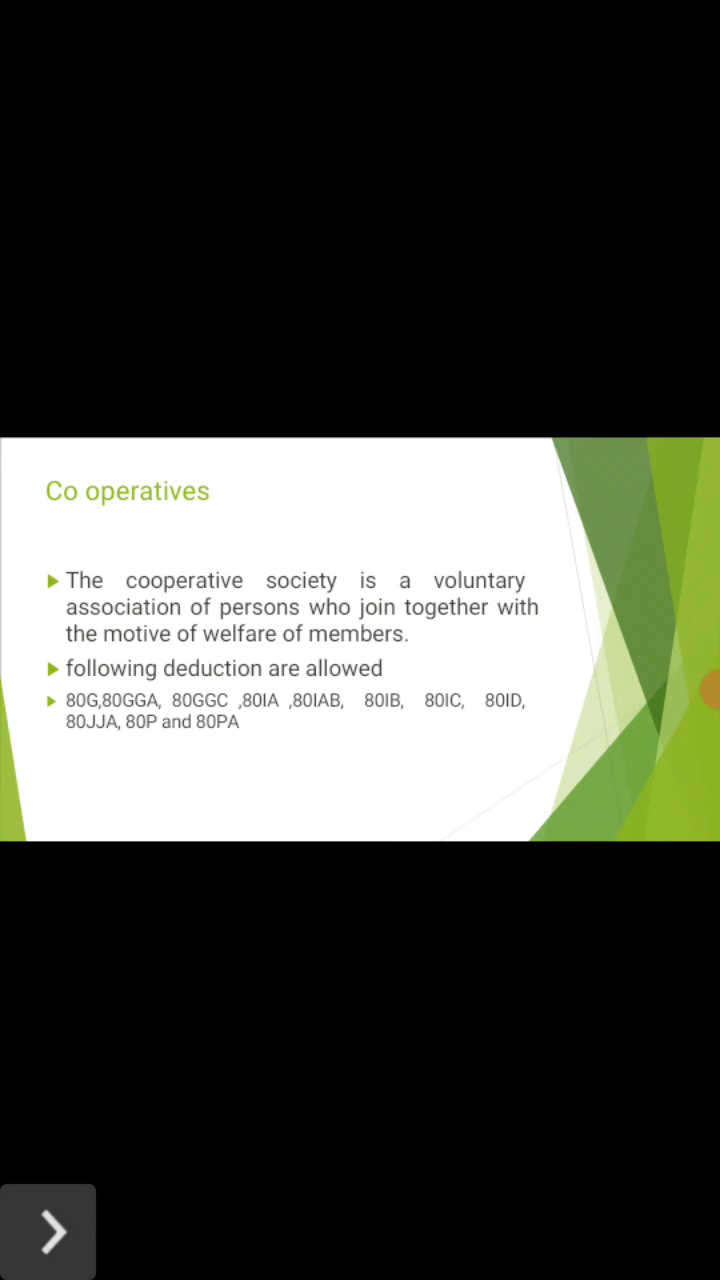 Co operatives
The cooperative society is a voluntary
association of persons who join together with
the motive of welfare of members.
following deduction are allowed
80G,80GGA, 80GGC ,80IA ,80IAB, 80IB, 80IC, 80ID,
80JJA, 80P and 80PA